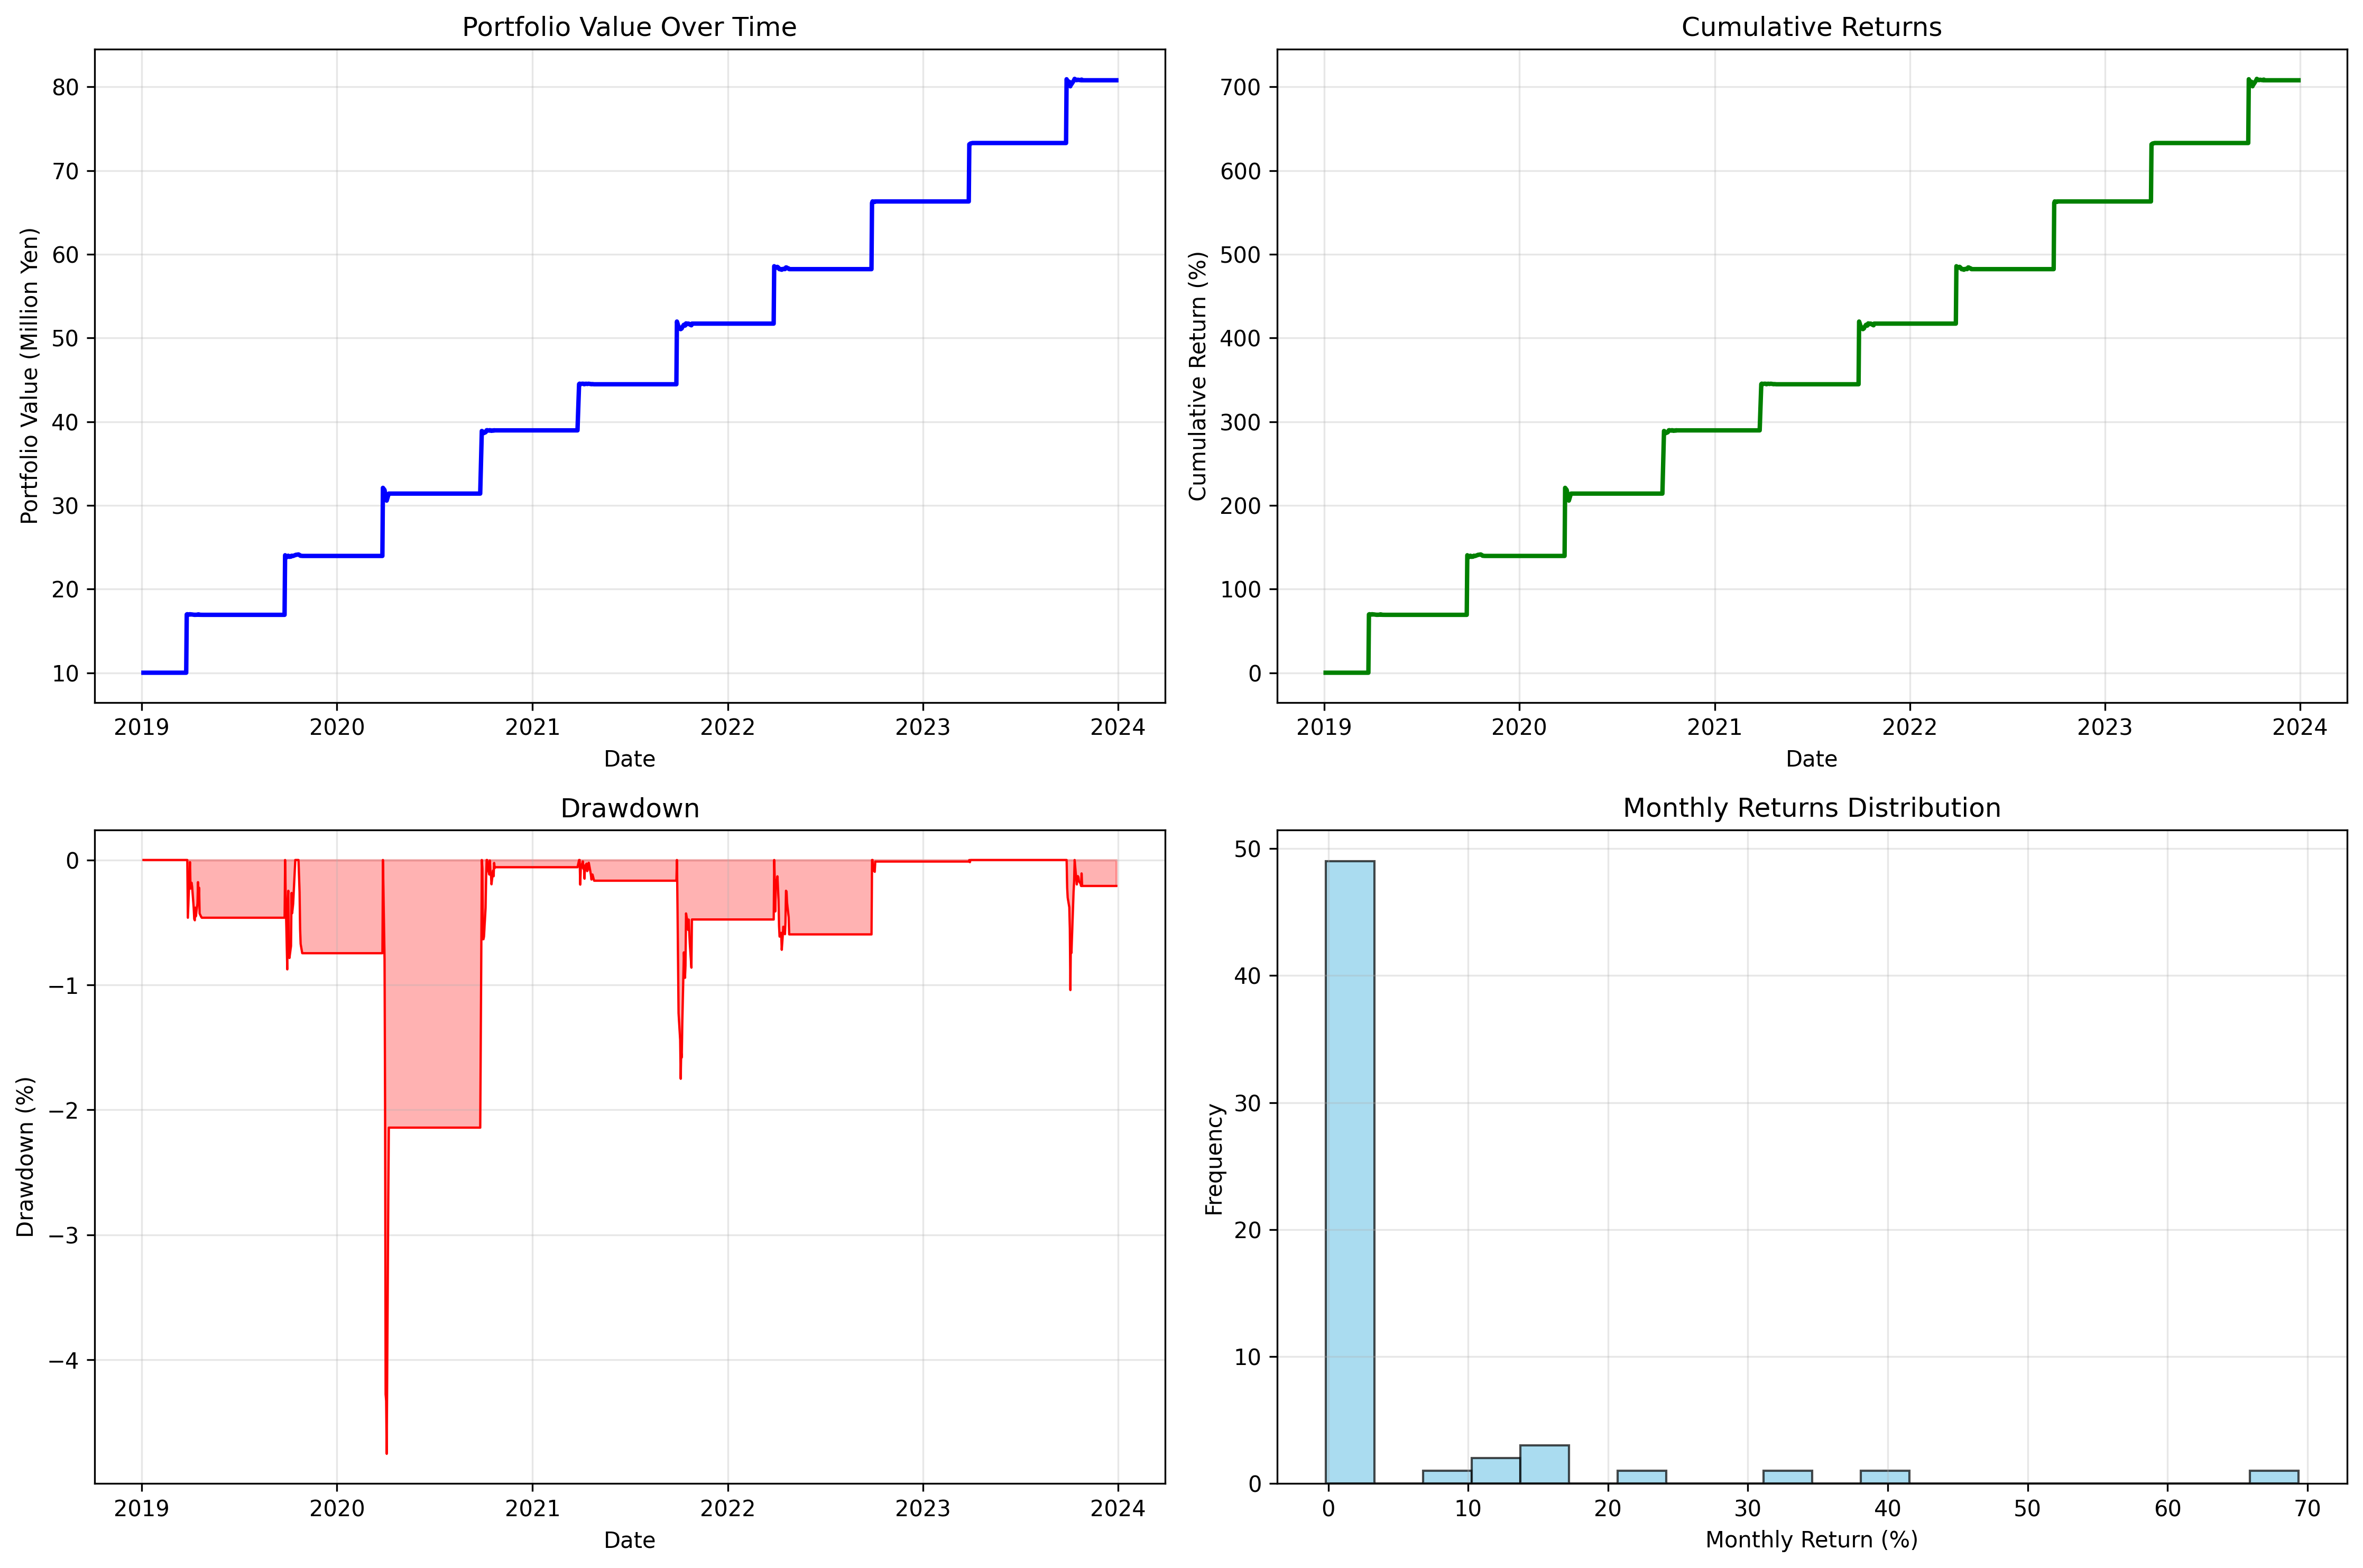 Portfolio Value Over Time
Portfolio Value (Million Yen)
80
70
60
50
40
30
20
10
2019 2020 2021 2022 2023 2024
Date
Cumulative Returns
Cumulative Return (%)
700
600
500
400
300
200
100
0
2019 2020 2021 2022 2023 2024
Date
Drawdown
Drawdown (%)
0
−1
−2
−3
−4
2019 2020 2021 2022 2023 2024
Date
Monthly Returns Distribution
Frequency
50
40
30
20
10
0
0 10 20 30 40 50 60 70
Monthly Return (%)